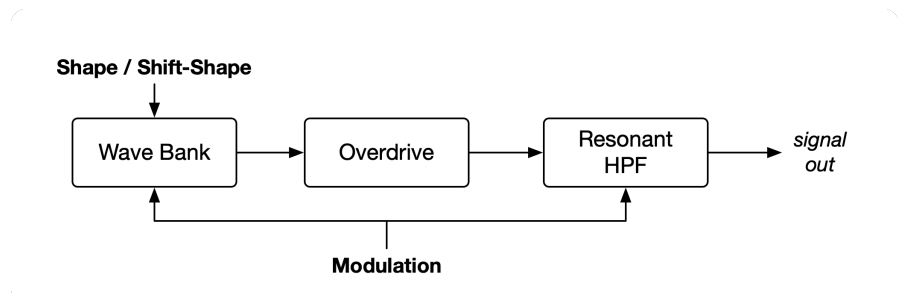 Shape / Shift-Shape
Wave Bank
Overdrive
Resonant
HPF
signal
out
Modulation